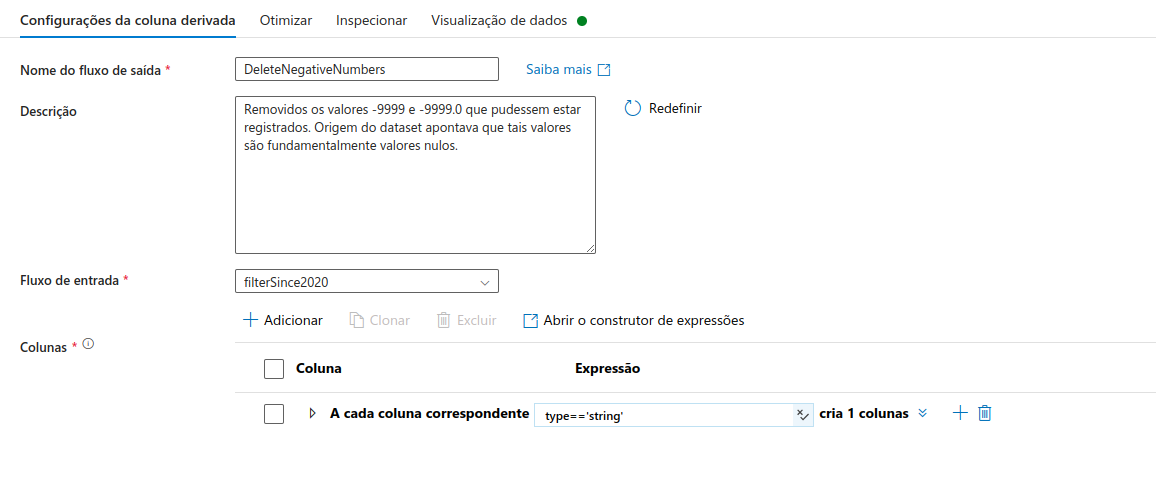 Configurações da coluna derivada Otimizar Inspecionar Visualização de dados
Nome do fluxo de saída * DeleteNegativeNumbers Saiba mais
Descrição Removidos os valores -9999 e -9999.0 que pudessem estar Redefinir
registrados. Origem do dataset apontava que tais valores
são fundamentalmente valores nulos.
Fluxo de entrada * filterSince2020
Adicionar Clonar Excluir Abrir o construtor de expressões
Colunas *
Coluna Expressão
A cada coluna correspondente type=='string' cria 1 colunas